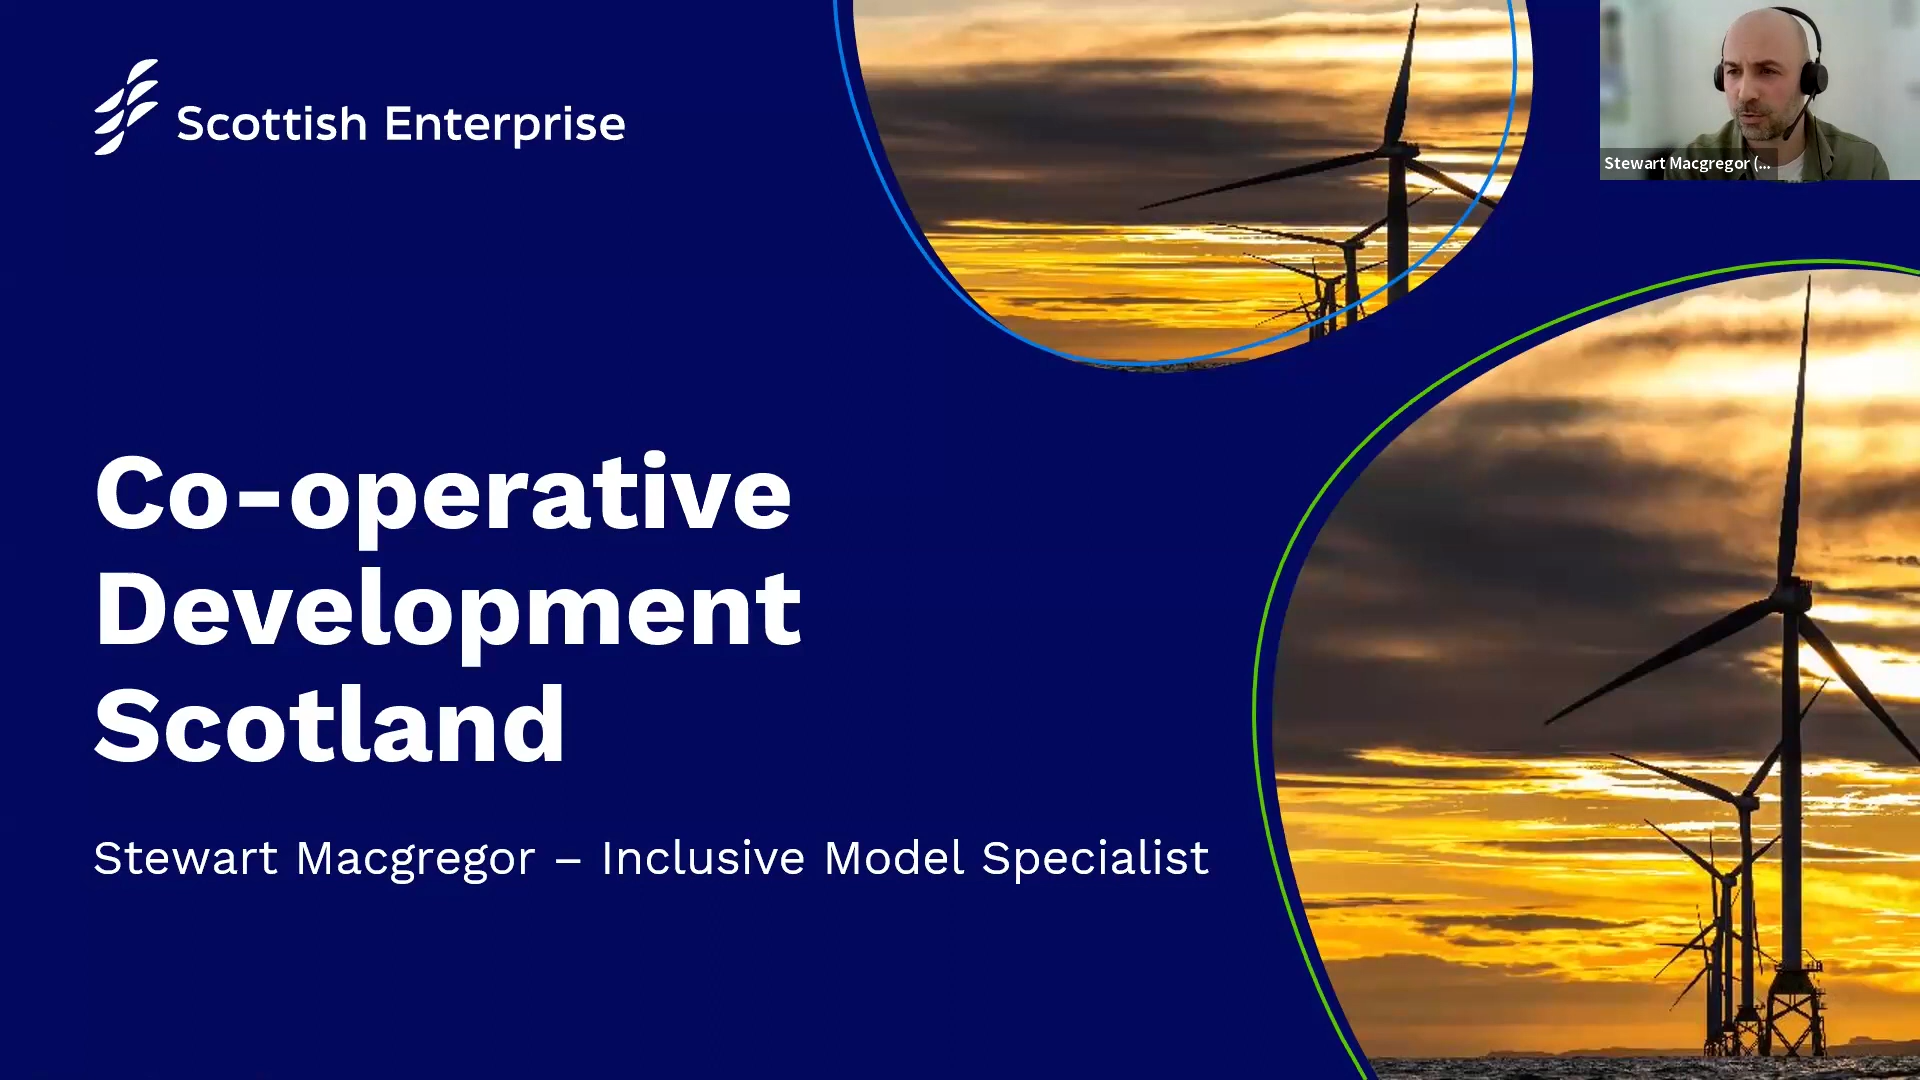 Scottish Enterprise
Stewart Macgregor (...
Co-operative
Development
Scotland
Stewart Macgregor – Inclusive Model Specialist